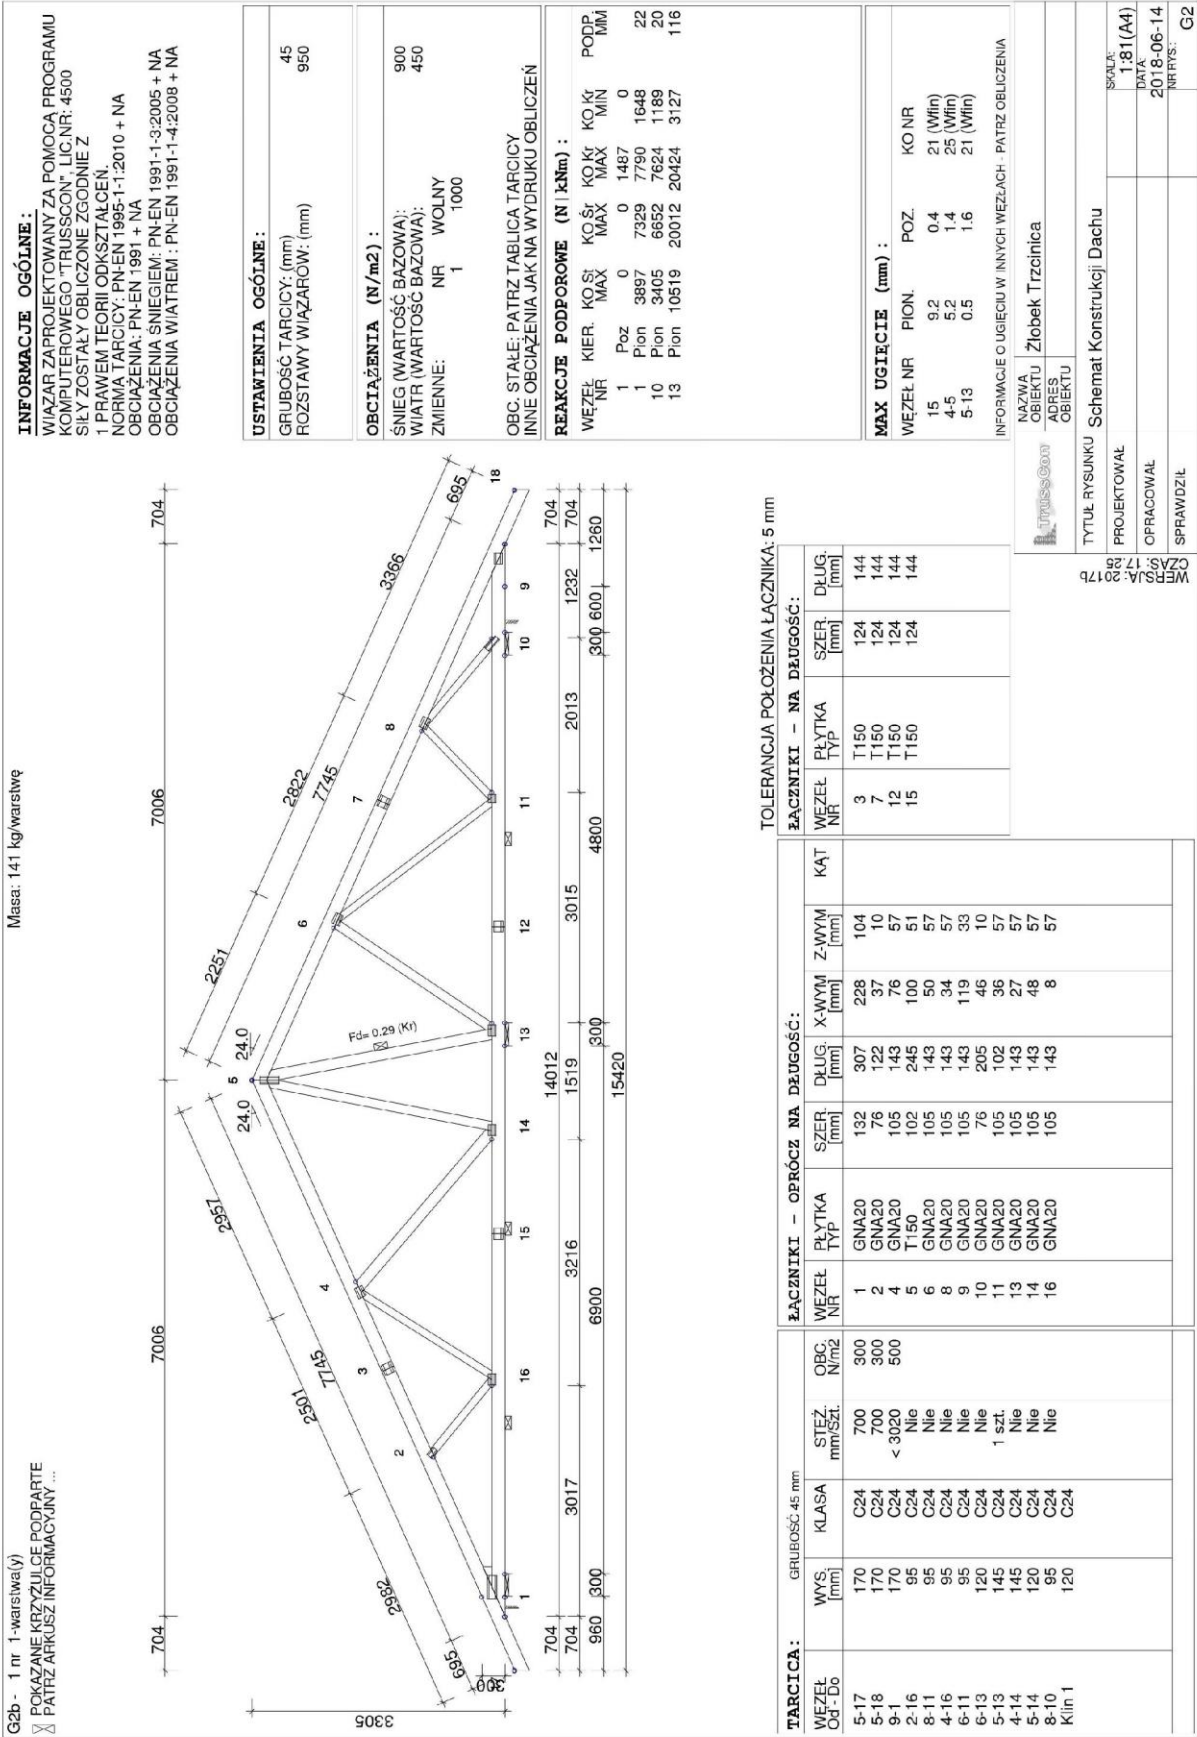 G2b - 1 nr 1-warstwa(y)
POKAZANE KRZYŻULCE PODPARTE
PATRZ ARKUSZ INFORMACYJNY ...
Masa: 141 kg/warstwę
704 7006 7006 704
2957 2251
2501 2822 3366
7745 7745
2982 695 695
24.0 24.0
3305
300
Fd= 0.29 (Kr)
5
4 6
3 7
2 8
18
1 16 15 14 13 12 11 10 9
704 14012 704
704 3017 3216 1519 3015 2013 1232 704
960 300 6900 300 4800 300 600 1260
15420
INFORMACJE OGÓLNE:
WIĄZAR ZAPROJEKTOWANY ZA POMOCĄ PROGRAMU
KOMPUTEROWEGO "TRUSSCON", LIC.NR: 4500
SIŁY ZOSTAŁY OBLICZONE ZGODNIE Z
1 PRAWEM TEORII ODKSZTAŁCEŃ.
NORMA TARCICY: PN-EN 1995-1-1:2010 + NA
OBCIĄŻENIA: PN-EN 1991 + NA
OBCIĄŻENIA ŚNIEGIEM: PN-EN 1991-1-3:2005 + NA
OBCIĄŻENIA WIATREM : PN-EN 1991-1-4:2008 + NA
USTAWIENIA OGÓLNE:
GRUBOŚĆ TARCICY: (mm) 45
ROZSTAWY WIĄZARÓW: (mm) 950
OBCIĄŻENIA (N/m2) :
ŚNIEG (WARTOŚĆ BAZOWA): 900
WIATR (WARTOŚĆ BAZOWA): 450
ZMIENNE: NR WOLNY
1 1000
OBC. STAŁE: PATRZ TABLICA TARCICY
INNE OBCIĄŻENIA JAK NA WYDRUKU OBLICZEŃ
REAKCJE PODPOROWE (N | kNm) :
WĘZEŁ KIER. KO St KO Śr KO Kr KO Kr PODP.
NR MAX MAX MAX MIN MM
1 Poz 0 0 1487 0
1 Pion 3897 7329 7790 1648 22
10 Pion 3405 6652 7624 1189 20
13 Pion 10519 20012 20424 3127 116
MAX UGIĘCIE (mm) :
WĘZEŁ NR PION. POZ. KO NR
15 9.2 0.4 21 (Wfin)
4-5 5.2 1.4 25 (Wfin)
5-13 0.5 1.6 21 (Wfin)
INFORMACJE O UGIĘCIU W INNYCH WĘZŁACH - PATRZ OBLICZENIA
TARCICA: GRUBOŚĆ 45 mm
WĘZEŁ WYS. KLASA STĘŻ. OBC.
Od - Do [mm] mm/Szt. N/m2
5-17 170 C24 700 300
5-18 170 C24 700 300
9-1 170 C24 < 3020 500
2-16 95 C24 Nie
8-11 95 C24 Nie
4-16 95 C24 Nie
6-11 95 C24 Nie
6-13 120 C24 Nie
5-13 145 C24 1 szt.
4-14 145 C24 Nie
5-14 120 C24 Nie
8-10 95 C24 Nie
Klin 1 120 C24
ŁĄCZNIKI - OPRÓCZ NA DŁUGOŚĆ:
WĘZEŁ PŁYTKA SZER. DŁUG. X-WYM Z-WYM KĄT
NR TYP [mm] [mm] [mm] [mm]
1 GNA20 132 307 228 104
2 GNA20 76 122 37 10
4 GNA20 105 143 76 57
5 T150 102 245 100 51
6 GNA20 105 143 50 57
8 GNA20 105 143 34 57
9 GNA20 105 143 119 33
10 GNA20 76 205 46 10
11 GNA20 105 102 36 57
13 GNA20 105 143 27 57
14 GNA20 105 143 48 57
16 GNA20 105 143 8 57
TOLERANCJA POŁOŻENIA ŁĄCZNIKA: 5 mm
ŁĄCZNIKI - NA DŁUGOŚĆ:
WĘZEŁ PŁYTKA SZER. DŁUG.
NR TYP [mm] [mm]
3 T150 124 144
7 T150 124 144
12 T150 124 144
15 T150 124 144
WERSJA: 2017b
CZAS: 17.25
TrussCon
NAZWA OBIEKTU Żłobek Trzcinica
ADRES OBIEKTU
TYTUŁ RYSUNKU Schemat Konstrukcji Dachu
PROJEKTOWAŁ
OPRACOWAŁ
SPRAWDZIŁ
SKALA: 1:81(A4)
DATA: 2018-06-14
NR RYS.: G2